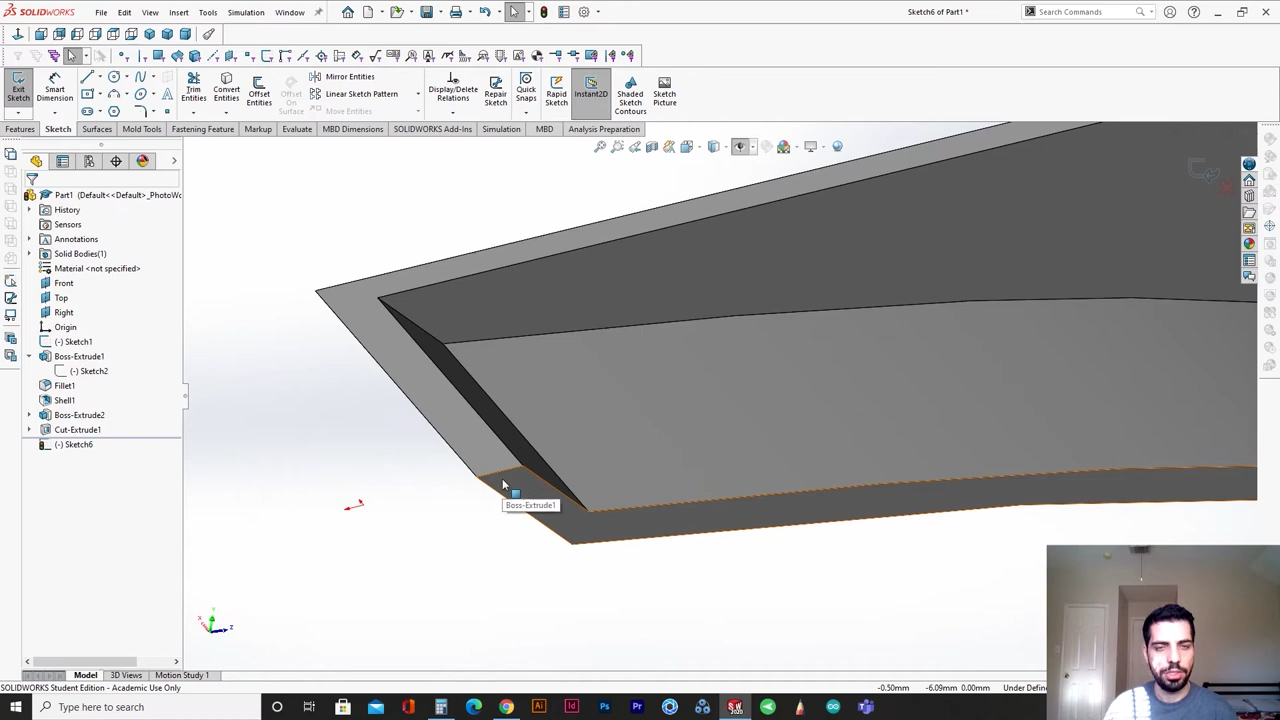 SOLIDWORKS File Edit View Insert Tools Simulation Window Sketch6 of Part1 * Search Commands
Exit Sketch Smart Dimension Trim Entities Convert Entities Offset Entities Offset On Surface Mirror Entities Linear Sketch Pattern Move Entities Display/Delete Relations Repair Sketch Quick Snaps Rapid Sketch Instant2D Shaded Sketch Contours Sketch Picture
Features Sketch Surfaces Mold Tools Fastening Feature Markup Evaluate MBD Dimensions SOLIDWORKS Add-Ins Simulation MBD Analysis Preparation
Part1 (Default<<Default>_PhotoWo
History
Sensors
Annotations
Solid Bodies(1)
Material <not specified>
Front
Top
Right
Origin
(-) Sketch1
Boss-Extrude1
(-) Sketch2
Fillet1
Shell1
Boss-Extrude2
Cut-Extrude1
(-) Sketch6
Boss-Extrude1
Y
X
Z
Model 3D Views Motion Study 1
SOLIDWORKS Student Edition - Academic Use Only -0.50mm -6.09mm 0.00mm Under Defin
Type here to search